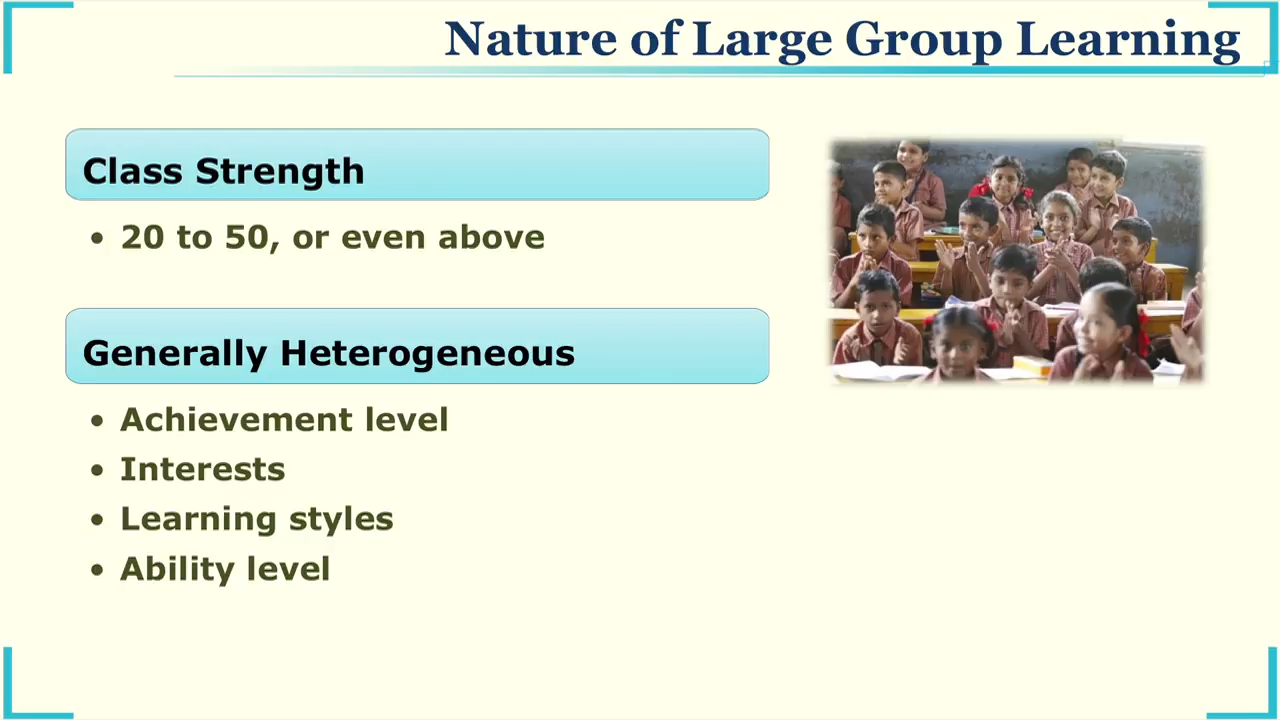 Nature of Large Group Learning
Class Strength
• 20 to 50, or even above
Generally Heterogeneous
• Achievement level
• Interests
• Learning styles
• Ability level